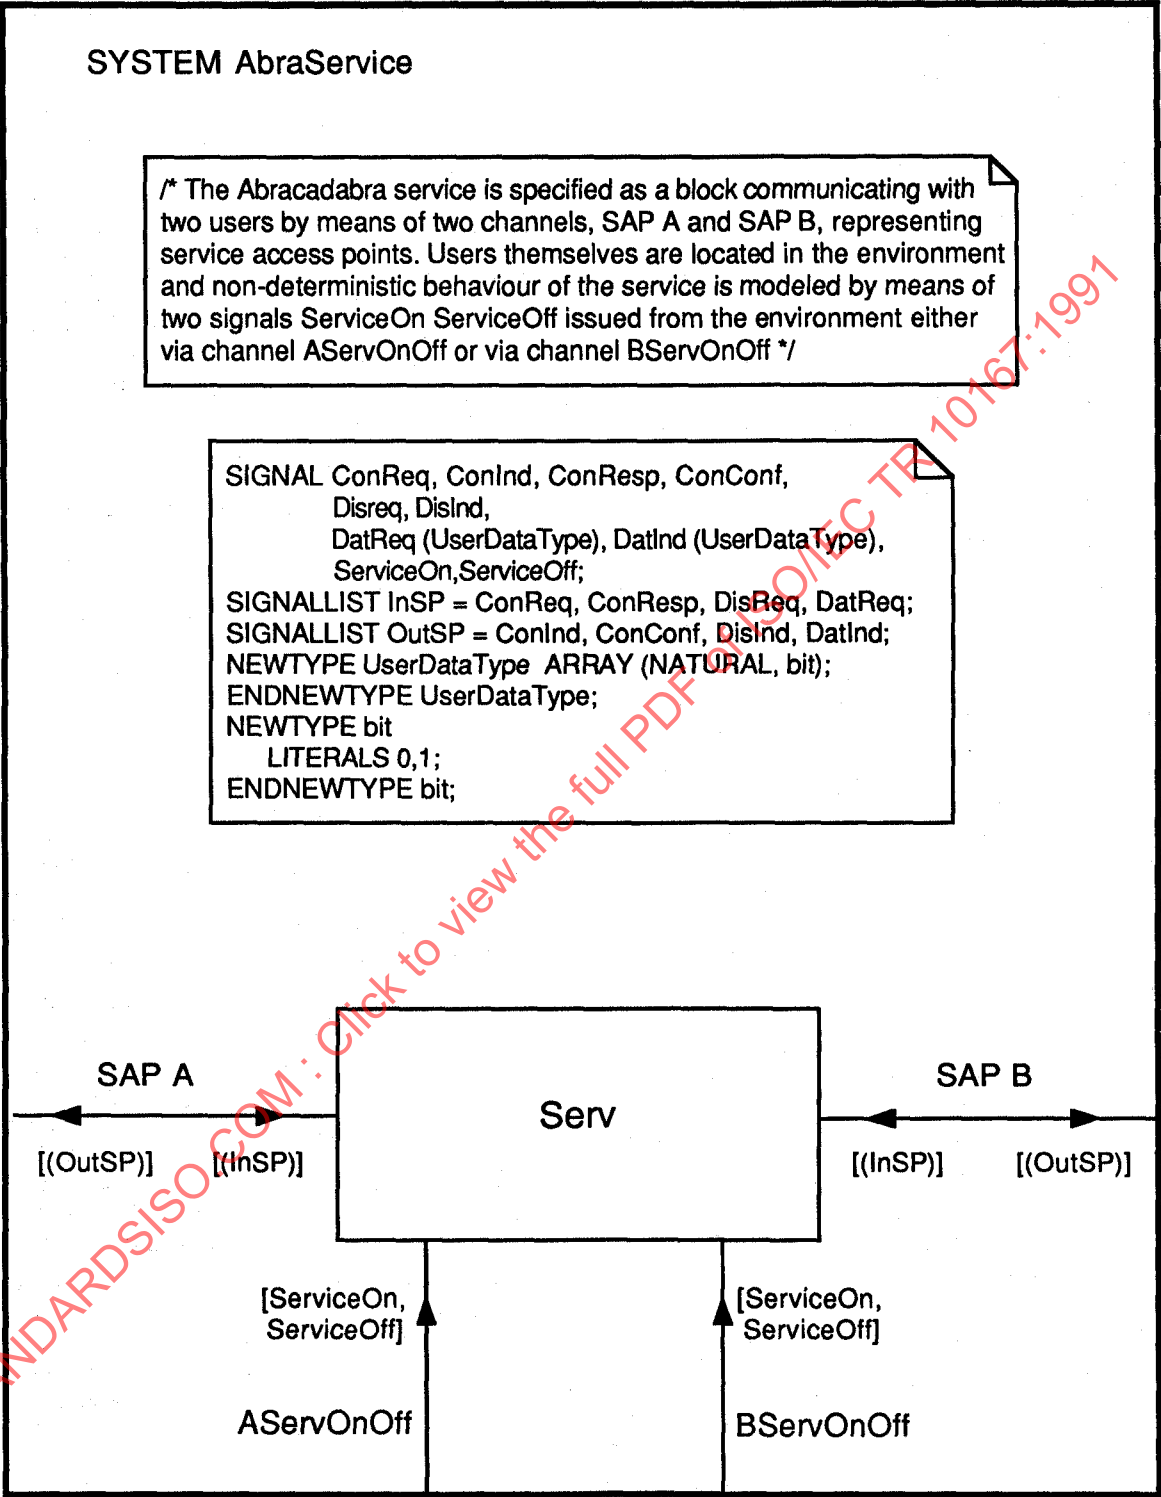 SYSTEM AbraService
/* The Abracadabra service is specified as a block communicating with
two users by means of two channels, SAP A and SAP B, representing
service access points. Users themselves are located in the environment
and non-deterministic behaviour of the service is modeled by means of
two signals ServiceOn ServiceOff issued from the environment either
via channel AServOnOff or via channel BServOnOff */
SIGNAL ConReq, ConInd, ConResp, ConConf,
Disreq, DisInd,
DatReq (UserDataType), DatInd (UserDataType),
ServiceOn,ServiceOff;
SIGNALLIST InSP = ConReq, ConResp, DisReq, DatReq;
SIGNALLIST OutSP = ConInd, ConConf, DisInd, DatInd;
NEWTYPE UserDataType ARRAY (NATURAL, bit);
ENDNEWTYPE UserDataType;
NEWTYPE bit
LITERALS 0,1;
ENDNEWTYPE bit;
SAP A
Serv
SAP B
[(OutSP)]
[(InSP)]
[(InSP)]
[(OutSP)]
[ServiceOn,
ServiceOff]
[ServiceOn,
ServiceOff]
AServOnOff
BServOnOff
NDARDSISO.COM : Click to view the full PDF of ISO/IEC TR 10167:1991